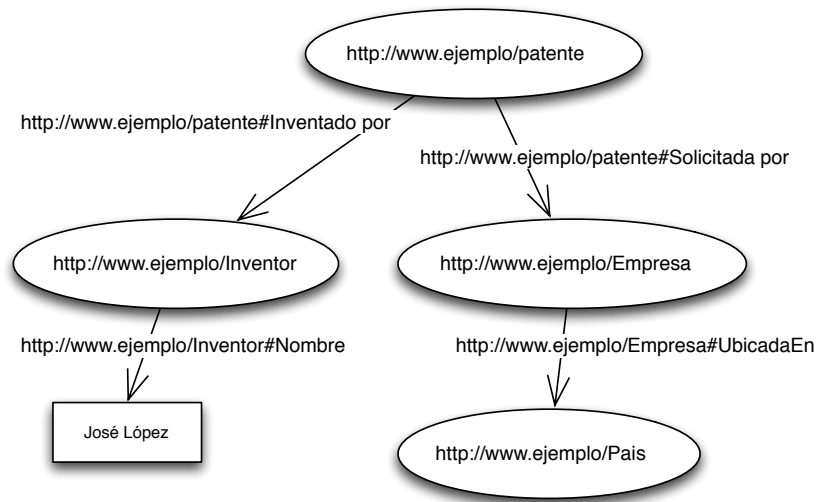 http://www.ejemplo/patente
http://www.ejemplo/patente#Inventado por
http://www.ejemplo/patente#Solicitada por
http://www.ejemplo/Inventor
http://www.ejemplo/Empresa
http://www.ejemplo/Inventor#Nombre
http://www.ejemplo/Empresa#UbicadaEn
José López
http://www.ejemplo/Pais